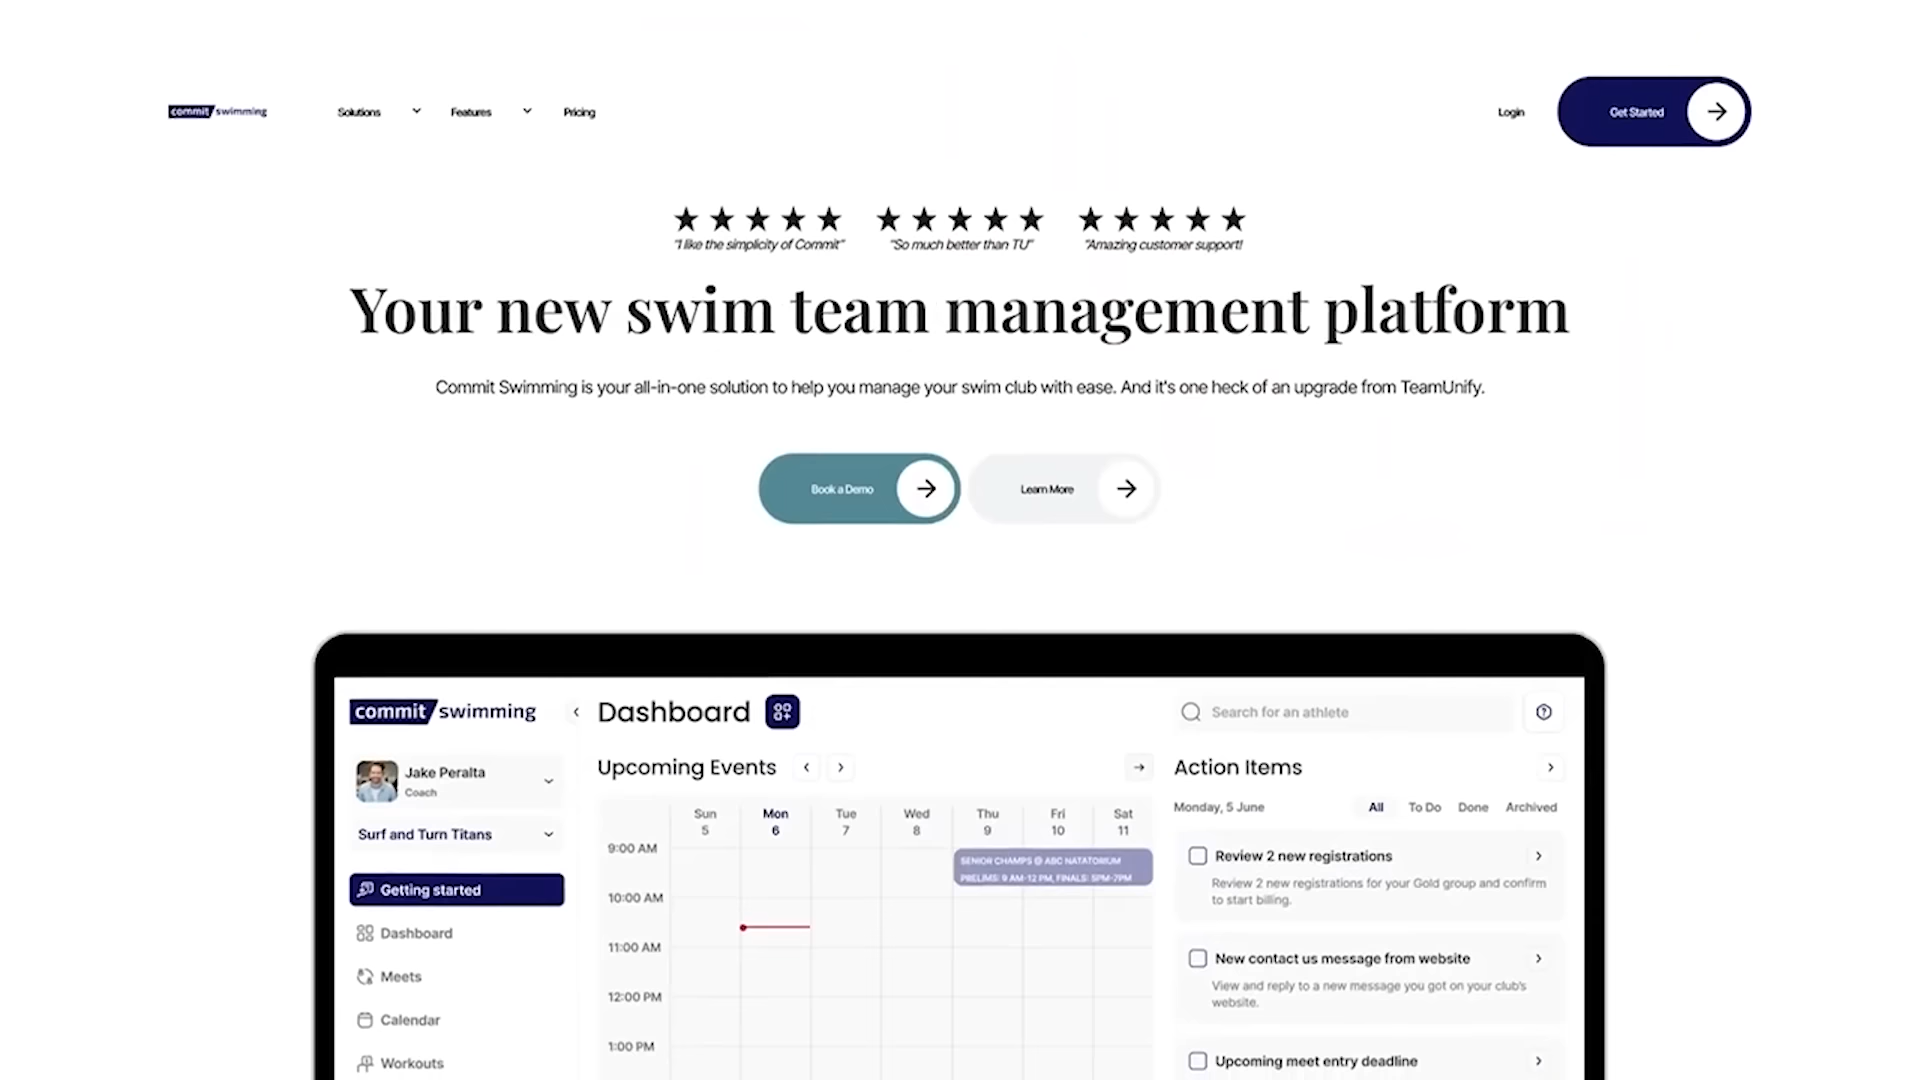 commit swimming
Solutions
Features
Pricing
Login
Get Started
"I like the simplicity of Commit"
"So much better than TU"
"Amazing customer support!
Your new swim team management platform
Commit Swimming is your all-in-one solution to help you manage your swim club with ease. And it's one heck of an upgrade from TeamUnify.
Book a Demo
Learn More
commit swimming
Jake Peralta
Coach
Surf and Turn Titans
Getting started
Dashboard
Meets
Calendar
Workouts
Dashboard
Upcoming Events
Sun
5
Mon
6
Tue
7
Wed
8
Thu
9
Fri
10
Sat
11
9:00 AM
10:00 AM
11:00 AM
12:00 PM
1:00 PM
SENIOR CHAMPS @ ABC NATATORIUM
PRELIMS: 9 AM-12 PM, FINALS: 5PM-7PM
Search for an athlete
Action Items
Monday, 5 June
All
To Do
Done
Archived
Review 2 new registrations
Review 2 new registrations for your Gold group and confirm
to start billing.
New contact us message from website
View and reply to a new message you got on your club's
website.
Upcoming meet entry deadline